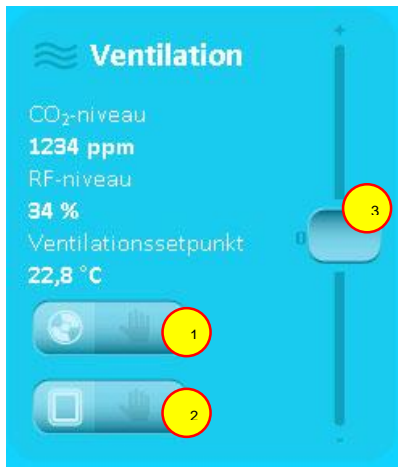 Ventilation
CO₂-niveau
1234 ppm
RF-niveau
34 %
Ventilationssetpunkt
22,8 °C
+
3
0
-
1
2